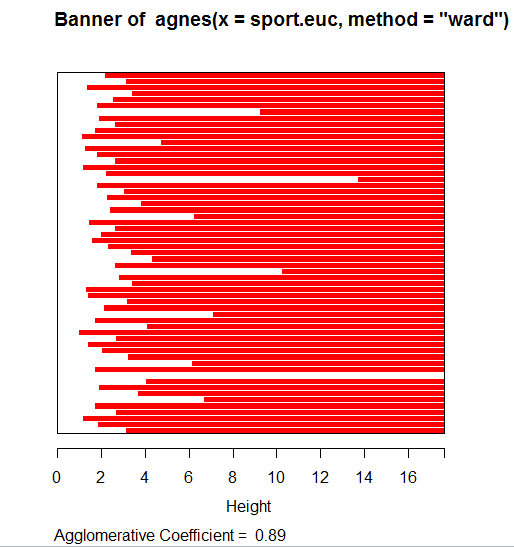 Banner of agnes(x = sport.euc, method = "ward")
0 2 4 6 8 10 12 14 16
Height
Agglomerative Coefficient = 0.89